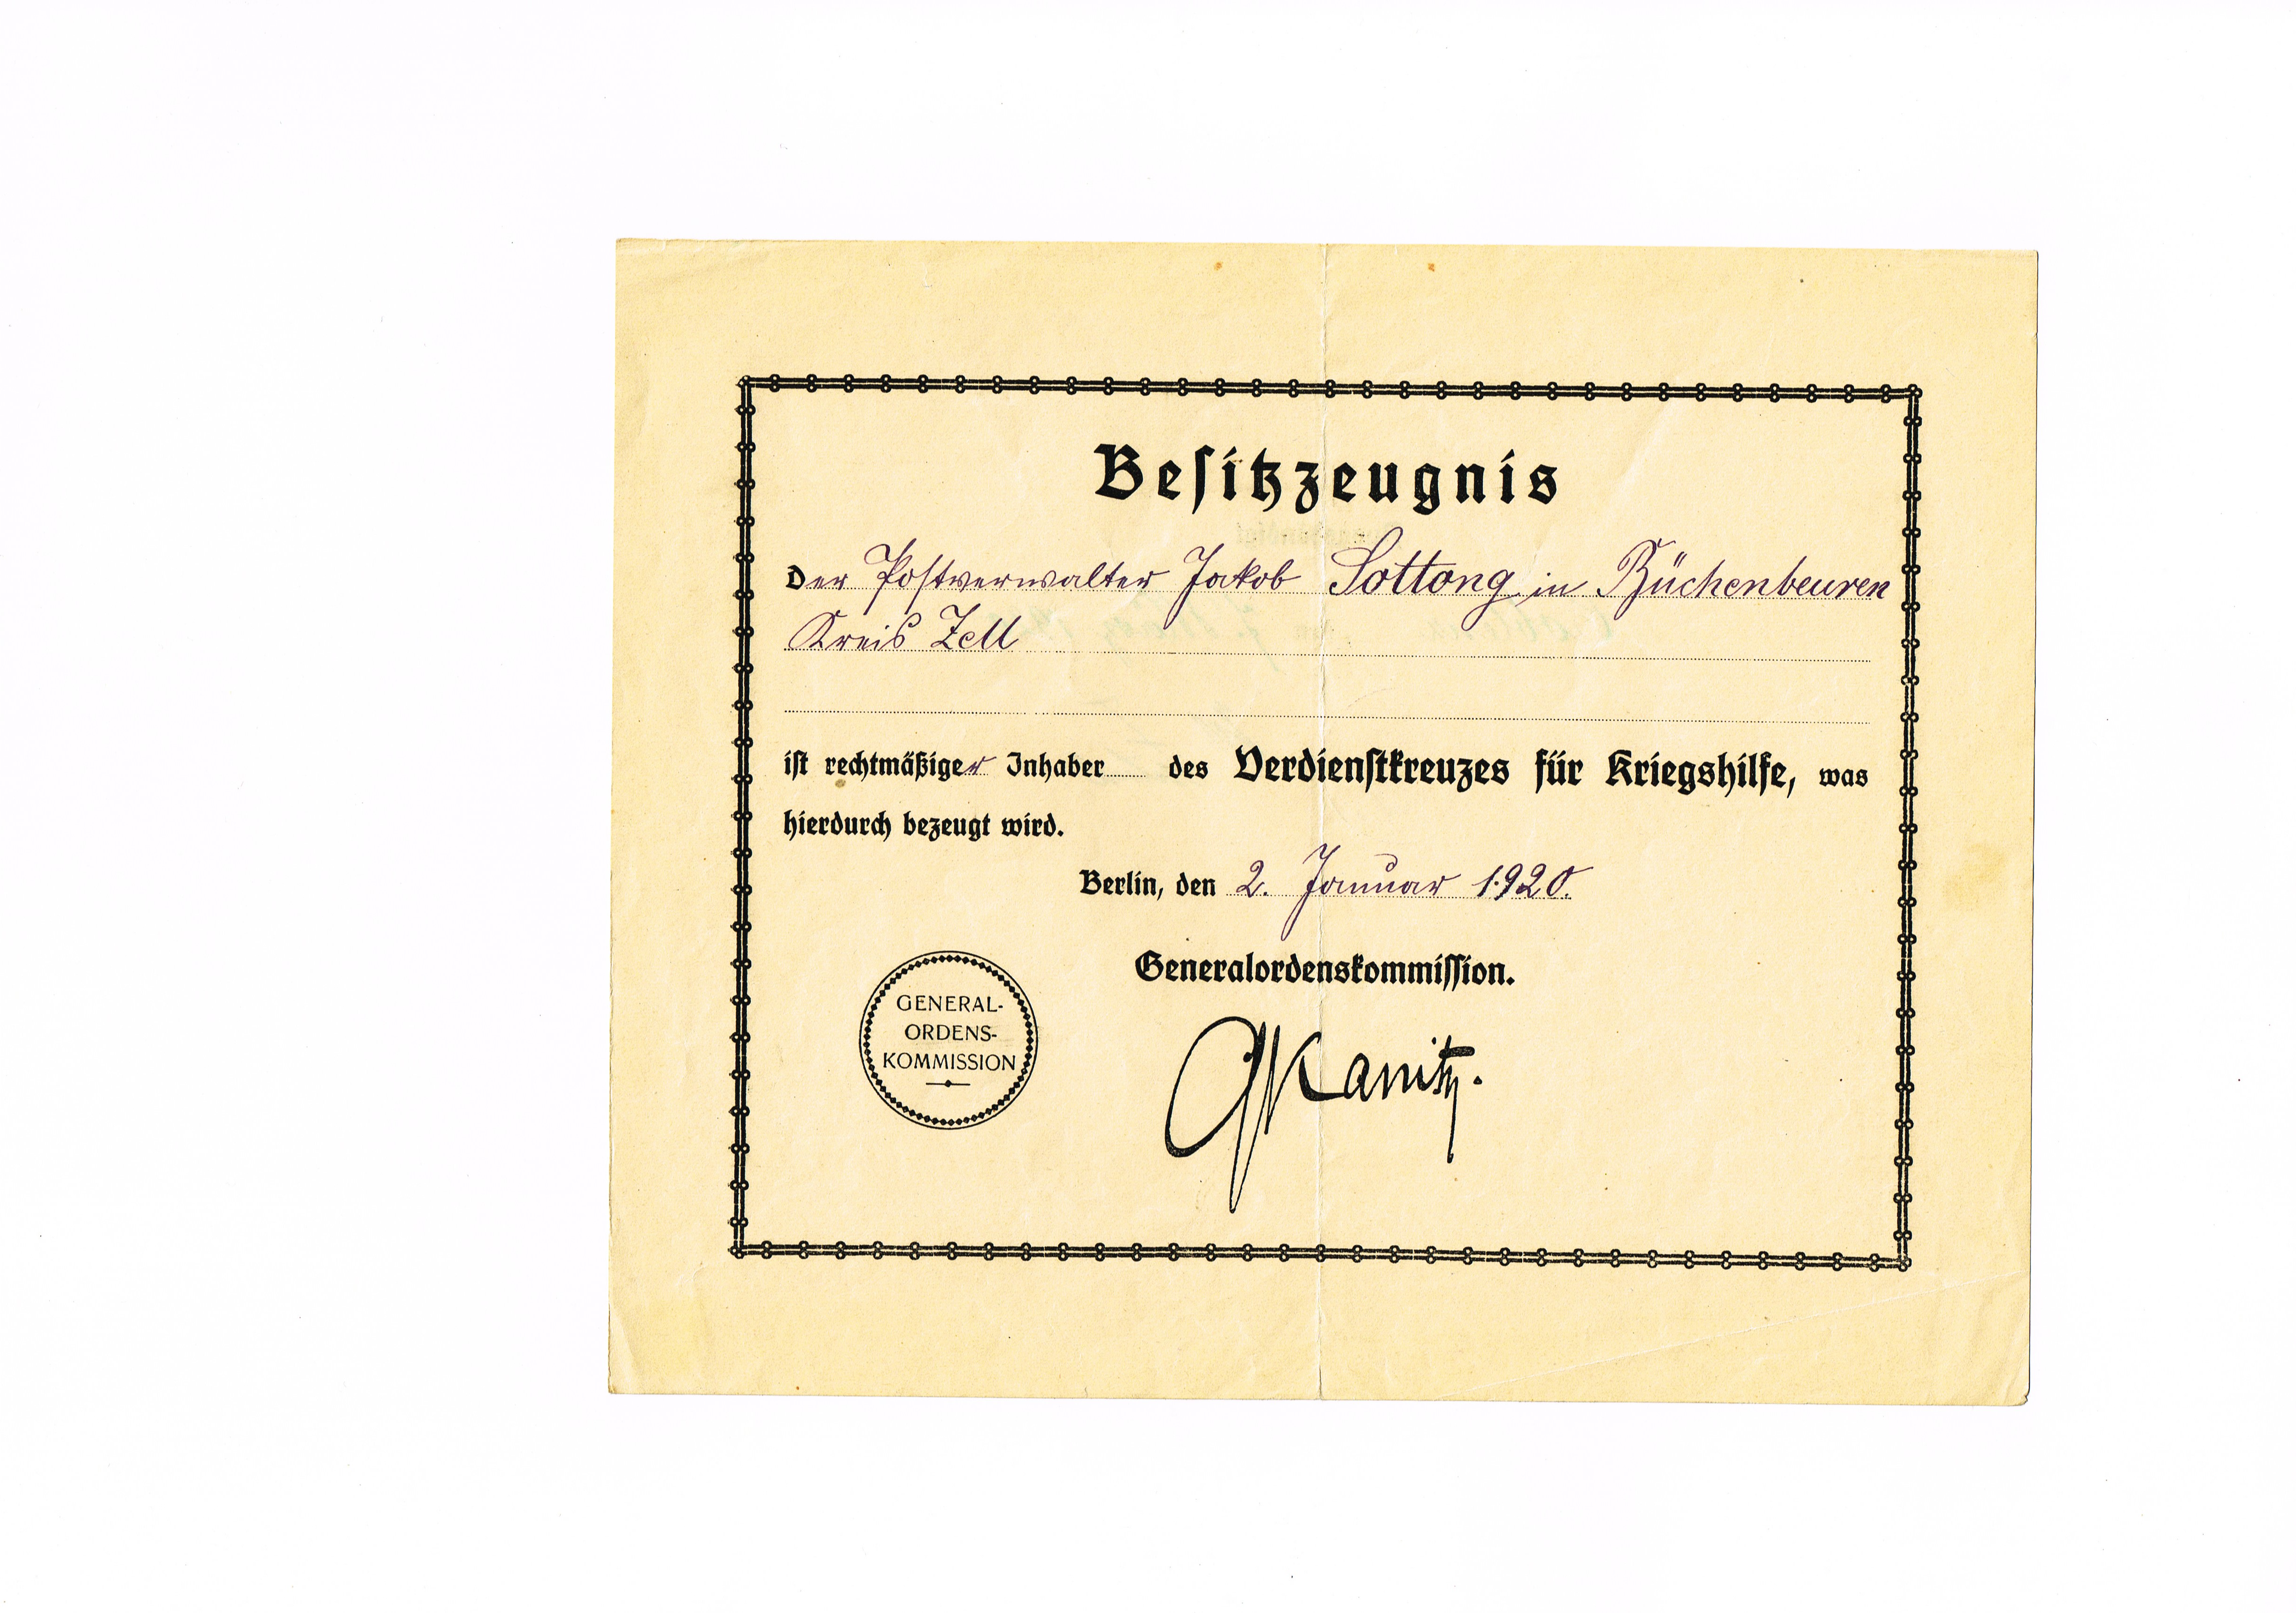 Besitzzeugnis
Der Postverwalter Jakob Sottong in Büchenbeuren
Kreis Zell
ist rechtmäßiger Inhaber des Verdienstkreuzes für Kriegshilfe, was
hierdurch bezeugt wird.
Berlin, den 2. Januar 1920.
Generalordenskommission.
GENERAL-
ORDENS-
KOMMISSION
Kanitz.